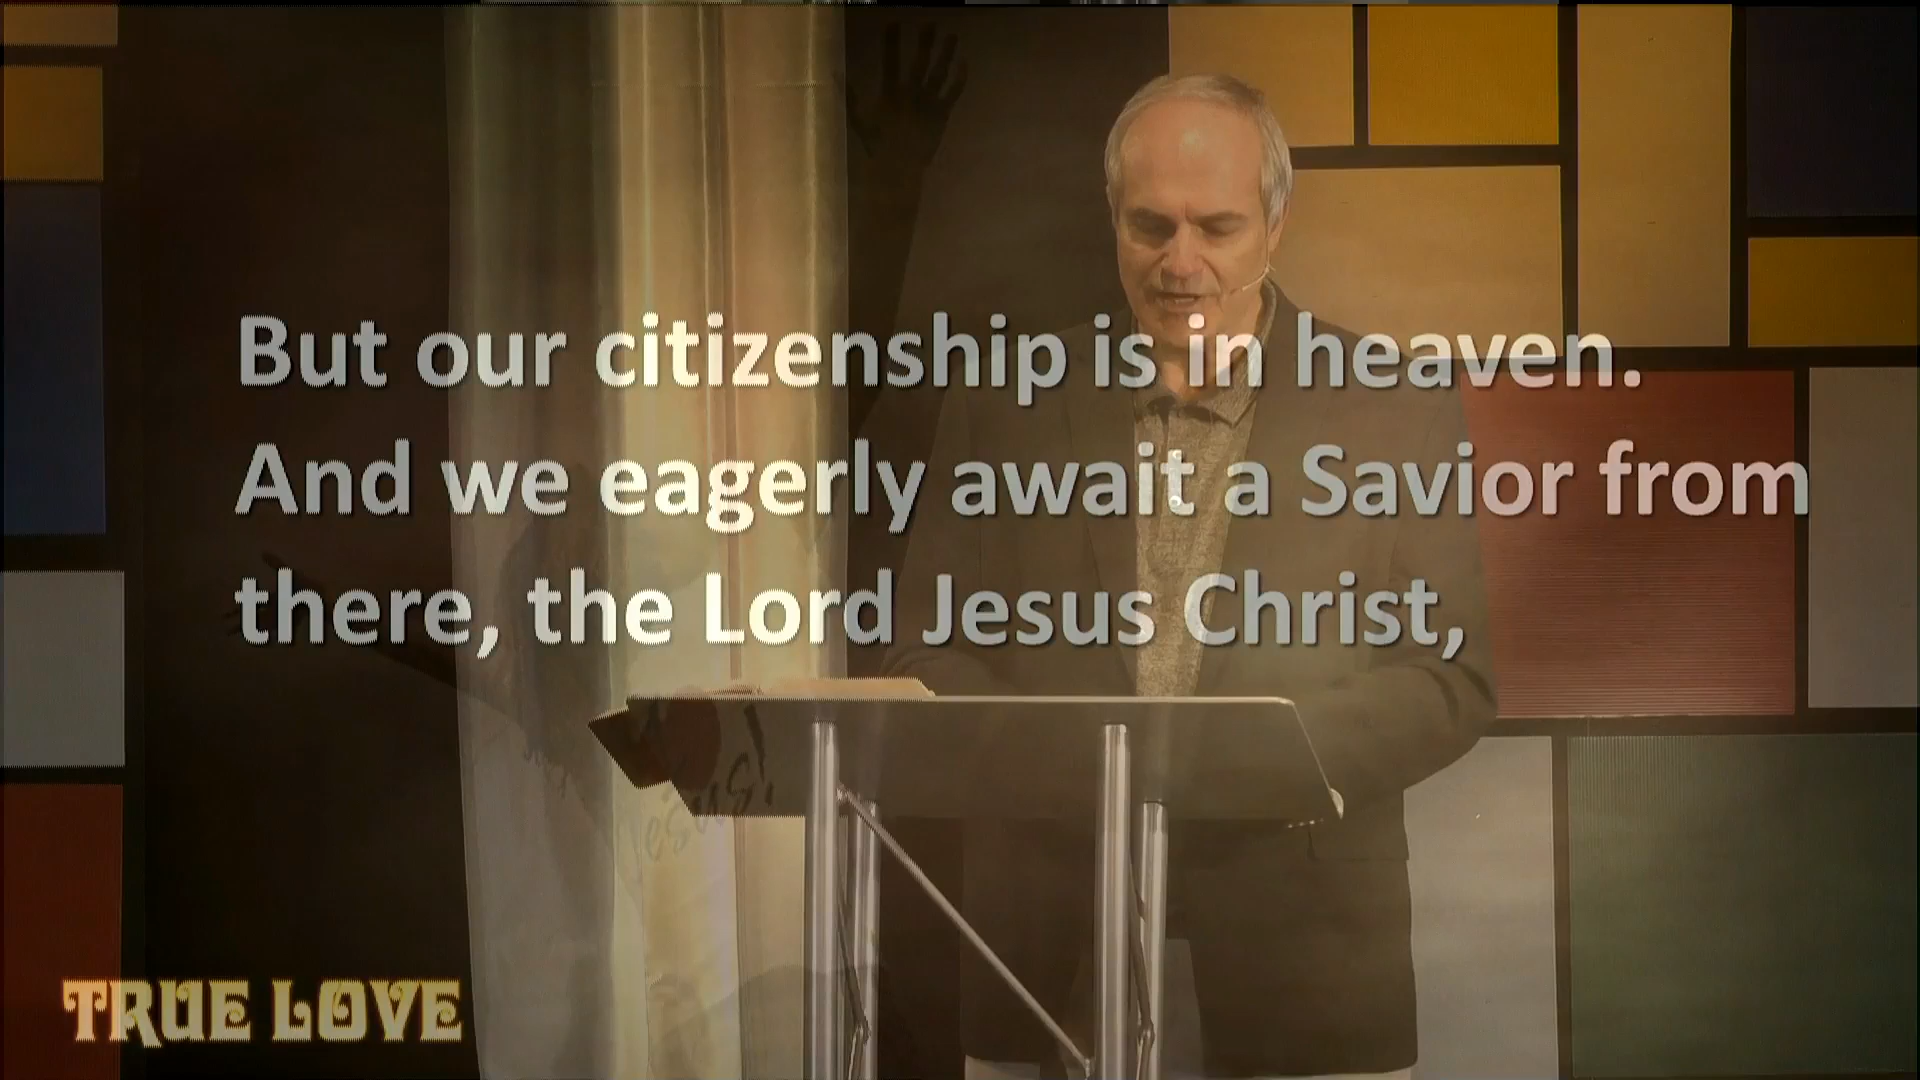 But our citizenship is in heaven.
And we eagerly await a Savior from
there, the Lord Jesus Christ,
Jesus!
TRUE LOVE